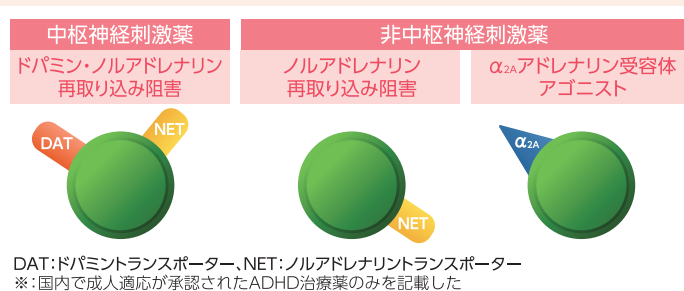 中枢神経刺激薬
非中枢神経刺激薬
ドパミン・ノルアドレナリン
再取り込み阻害
ノルアドレナリン
再取り込み阻害
α2Aアドレナリン受容体
アゴニスト
DAT
NET
NET
α2A
DAT：ドパミントランスポーター、NET：ノルアドレナリントランスポーター
※：国内で成人適応が承認されたADHD治療薬のみを記載した